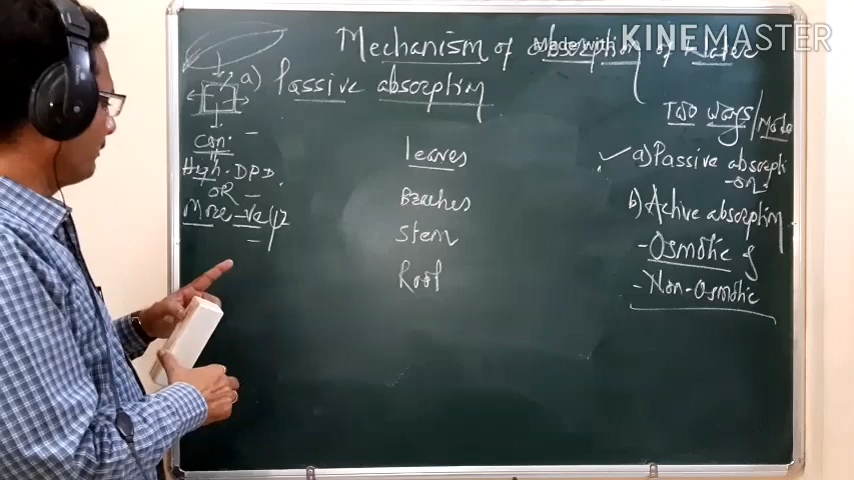 Mechanism of absorption of water
Made with KINEMASTER
a) Passive absorption
Two ways/Mode
Con.
leaves
a) Passive absorpti
-on
High DPD.
OR
Braches
b) Active absorption
More -ve ψ
Stem
- Osmotic &
Root
- Non-Osmotic